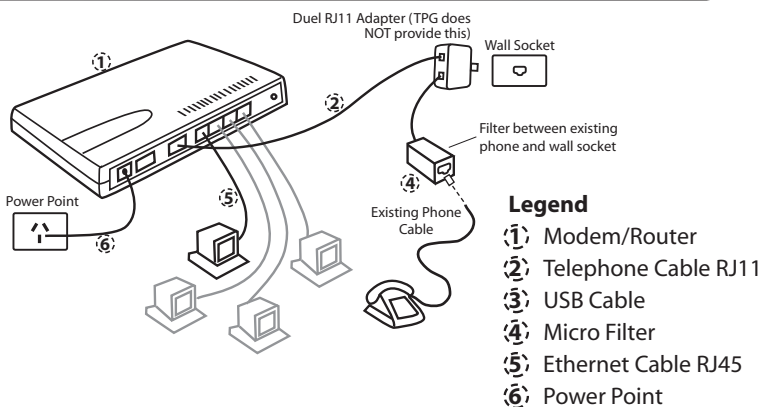 Duel RJ11 Adapter (TPG does
NOT provide this)
Wall Socket
1
2
Filter between existing
phone and wall socket
4
Power Point
5
6
Existing Phone
Cable
Legend
1 Modem/Router
2 Telephone Cable RJ11
3 USB Cable
4 Micro Filter
5 Ethernet Cable RJ45
6 Power Point